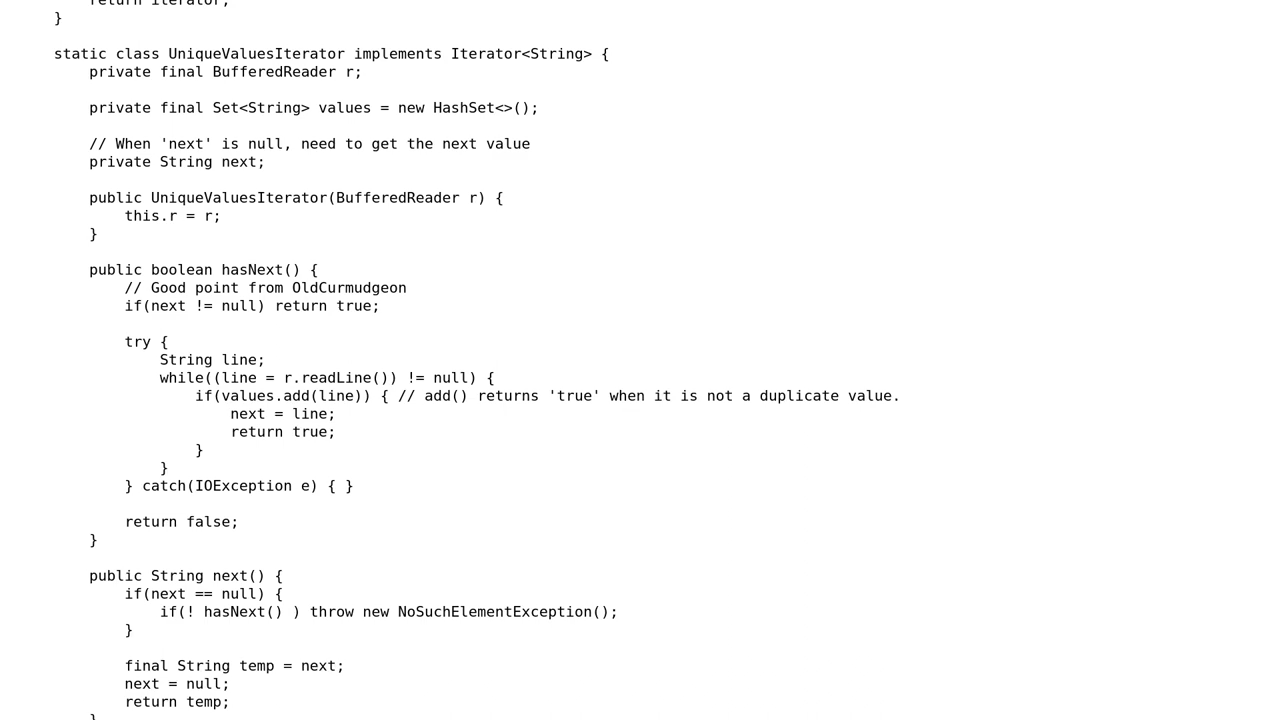 return iterator;
}
static class UniqueValuesIterator implements Iterator<String> {
private final BufferedReader r;
private final Set<String> values = new HashSet<>();
// When 'next' is null, need to get the next value
private String next;
public UniqueValuesIterator(BufferedReader r) {
this.r = r;
}
public boolean hasNext() {
// Good point from OldCurmudgeon
if(next != null) return true;
try {
String line;
while((line = r.readLine()) != null) {
if(values.add(line)) { // add() returns 'true' when it is not a duplicate value.
next = line;
return true;
}
}
} catch(IOException e) { }
return false;
}
public String next() {
if(next == null) {
if(! hasNext() ) throw new NoSuchElementException();
}
final String temp = next;
next = null;
return temp;
}